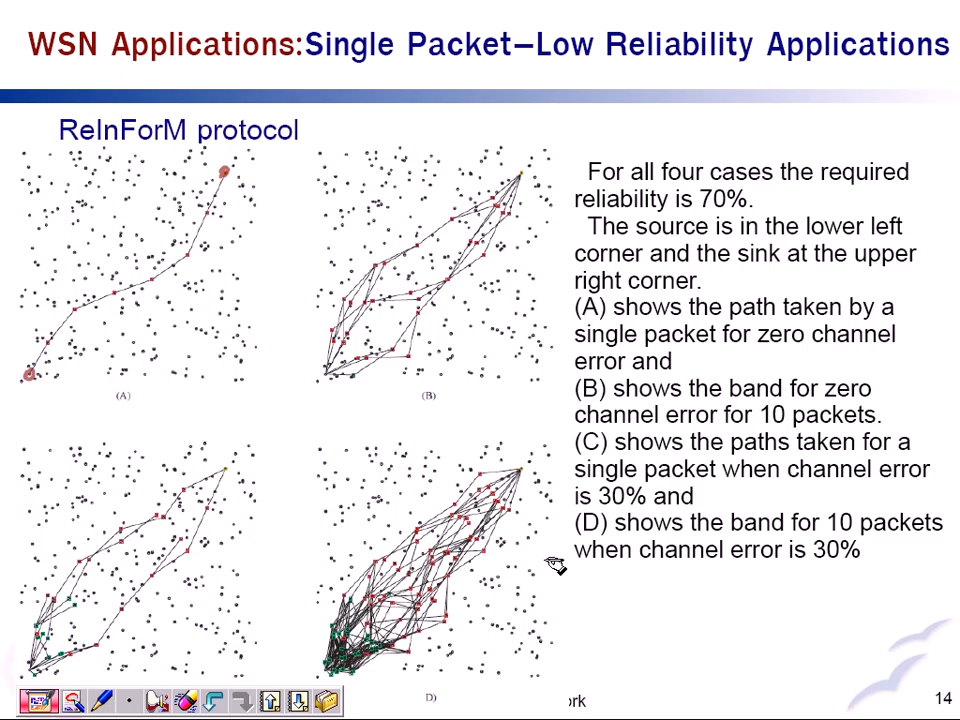 WSN Applications:Single Packet–Low Reliability Applications
ReInForM protocol
For all four cases the required
reliability is 70%.
The source is in the lower left
corner and the sink at the upper
right corner.
(A) shows the path taken by a
single packet for zero channel
error and
(B) shows the band for zero
channel error for 10 packets.
(C) shows the paths taken for a
single packet when channel error
is 30% and
(D) shows the band for 10 packets
when channel error is 30%
(A)
(B)
D)
ork
14